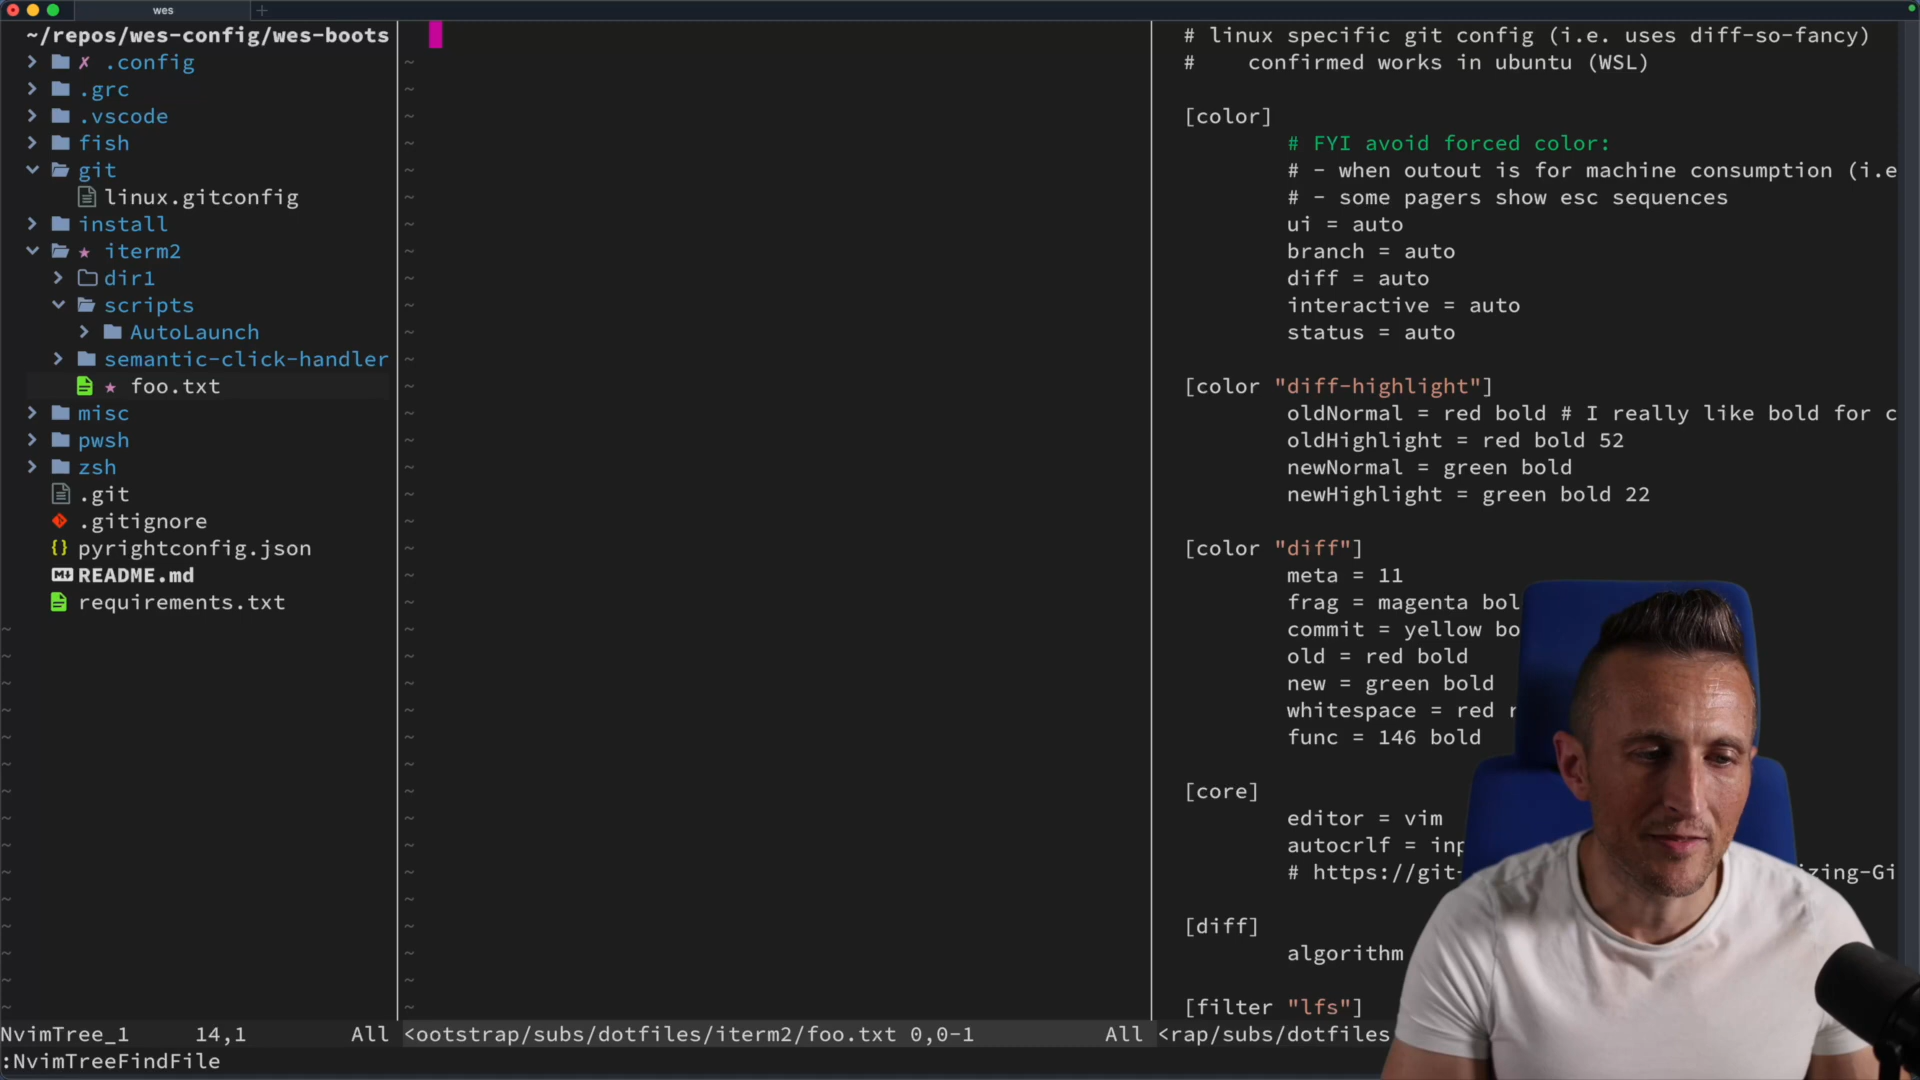 wes
~/repos/wes-config/wes-boots
.config
.grc
.vscode
fish
git
linux.gitconfig
install
iterm2
dir1
scripts
AutoLaunch
semantic-click-handler
foo.txt
misc
pwsh
zsh
.git
.gitignore
pyrightconfig.json
README.md
requirements.txt
NvimTree_1 14,1 All
:NvimTreeFindFile
<ootstrap/subs/dotfiles/iterm2/foo.txt 0,0-1 All
# linux specific git config (i.e. uses diff-so-fancy)
# confirmed works in ubuntu (WSL)
[color]
# FYI avoid forced color:
# - when outout is for machine consumption (i.e
# - some pagers show esc sequences
ui = auto
branch = auto
diff = auto
interactive = auto
status = auto
[color "diff-highlight"]
oldNormal = red bold # I really like bold for c
oldHighlight = red bold 52
newNormal = green bold
newHighlight = green bold 22
[color "diff"]
meta = 11
frag = magenta bol
commit = yellow bo
old = red bold
new = green bold
whitespace = red r
func = 146 bold
[core]
editor = vim
autocrlf = inp
# https://git- zing-Gi
[diff]
algorithm
[filter "lfs"]
<rap/subs/dotfiles